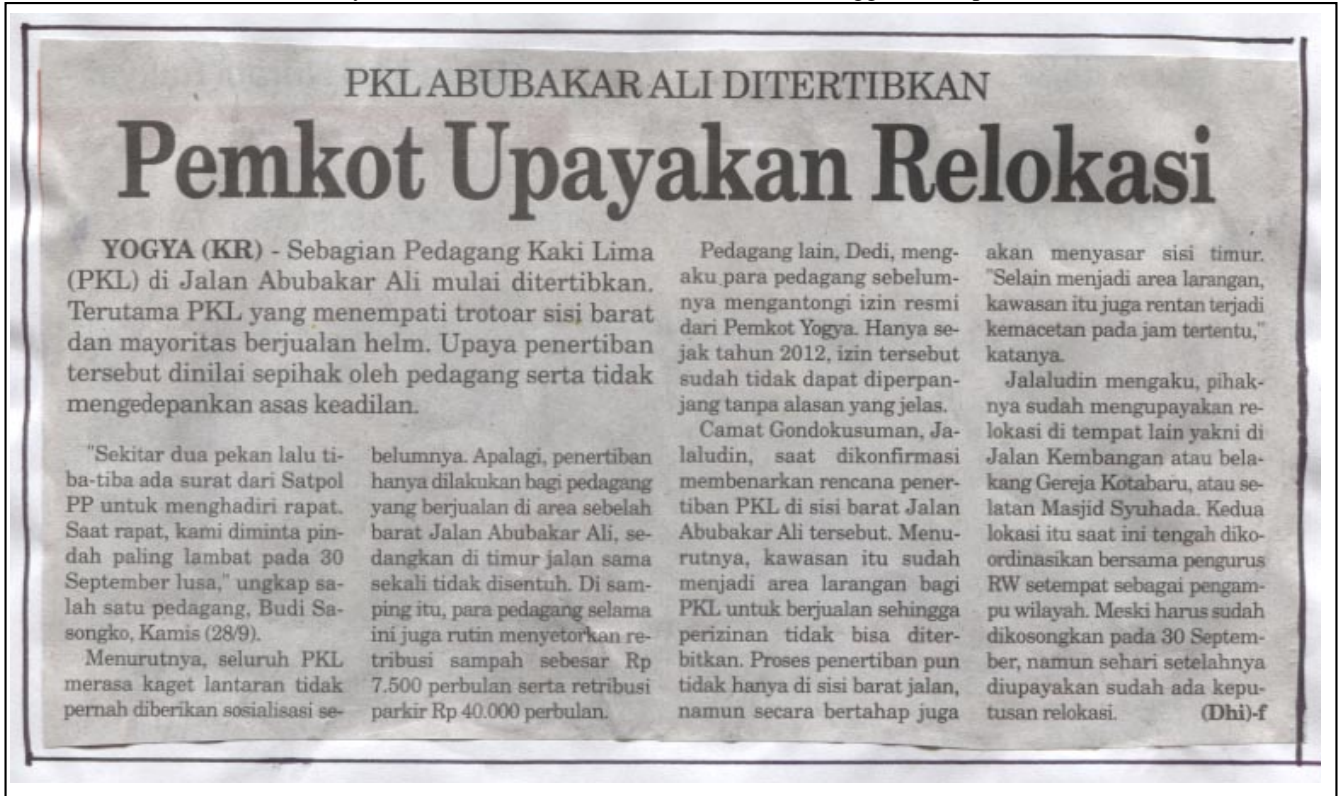 PKL ABUBAKAR ALI DITERTIBKAN
Pemkot Upayakan Relokasi
YOGYA (KR) - Sebagian Pedagang Kaki Lima
(PKL) di Jalan Abubakar Ali mulai ditertibkan.
Terutama PKL yang menempati trotoar sisi barat
dan mayoritas berjualan helm. Upaya penertiban
tersebut dinilai sepihak oleh pedagang serta tidak
mengedepankan asas keadilan.
"Sekitar dua pekan lalu ti-
ba-tiba ada surat dari Satpol
PP untuk menghadiri rapat.
Saat rapat, kami diminta pin-
dah paling lambat pada 30
September lusa," ungkap sa-
lah satu pedagang, Budi Sa-
songko, Kamis (28/9).
Menurutnya, seluruh PKL
merasa kaget lantaran tidak
pernah diberikan sosialisasi se-
belumnya. Apalagi, penertiban
hanya dilakukan bagi pedagang
yang berjualan di area sebelah
barat Jalan Abubakar Ali, se-
dangkan di timur jalan sama
sekali tidak disentuh. Di sam-
ping itu, para pedagang selama
ini juga rutin menyetorkan re-
tribusi sampah sebesar Rp
7.500 perbulan serta retribusi
parkir Rp 40.000 perbulan.
Pedagang lain, Dedi, meng-
aku para pedagang sebelum-
nya mengantongi izin resmi
dari Pemkot Yogya. Hanya se-
jak tahun 2012, izin tersebut
sudah tidak dapat diperpan-
jang tanpa alasan yang jelas.
Camat Gondokusuman, Ja-
laludin, saat dikonfirmasi
membenarkan rencana pener-
tiban PKL di sisi barat Jalan
Abubakar Ali tersebut. Menu-
rutnya, kawasan itu sudah
menjadi area larangan bagi
PKL untuk berjualan sehingga
perizinan tidak bisa diter-
bitkan. Proses penertiban pun
tidak hanya di sisi barat jalan,
namun secara bertahap juga
akan menyasar sisi timur.
"Selain menjadi area larangan,
kawasan itu juga rentan terjadi
kemacetan pada jam tertentu,"
katanya.
Jalaludin mengaku, pihak-
nya sudah mengupayakan re-
lokasi di tempat lain yakni di
Jalan Kembangan atau bela-
kang Gereja Kotabaru, atau se-
latan Masjid Syuhada. Kedua
lokasi itu saat ini tengah diko-
ordinasikan bersama pengurus
RW setempat sebagai pengam-
pu wilayah. Meski harus sudah
dikosongkan pada 30 Septem-
ber, namun sehari setelahnya
diupayakan sudah ada kepu-
tusan relokasi. (Dhi)-f